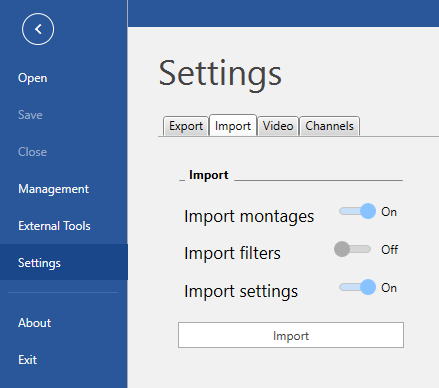 Settings
Open
Save
Close
Management
External Tools
Settings
About
Exit
Export Import Video Channels
Import
Import montages On
Import filters Off
Import settings On
Import